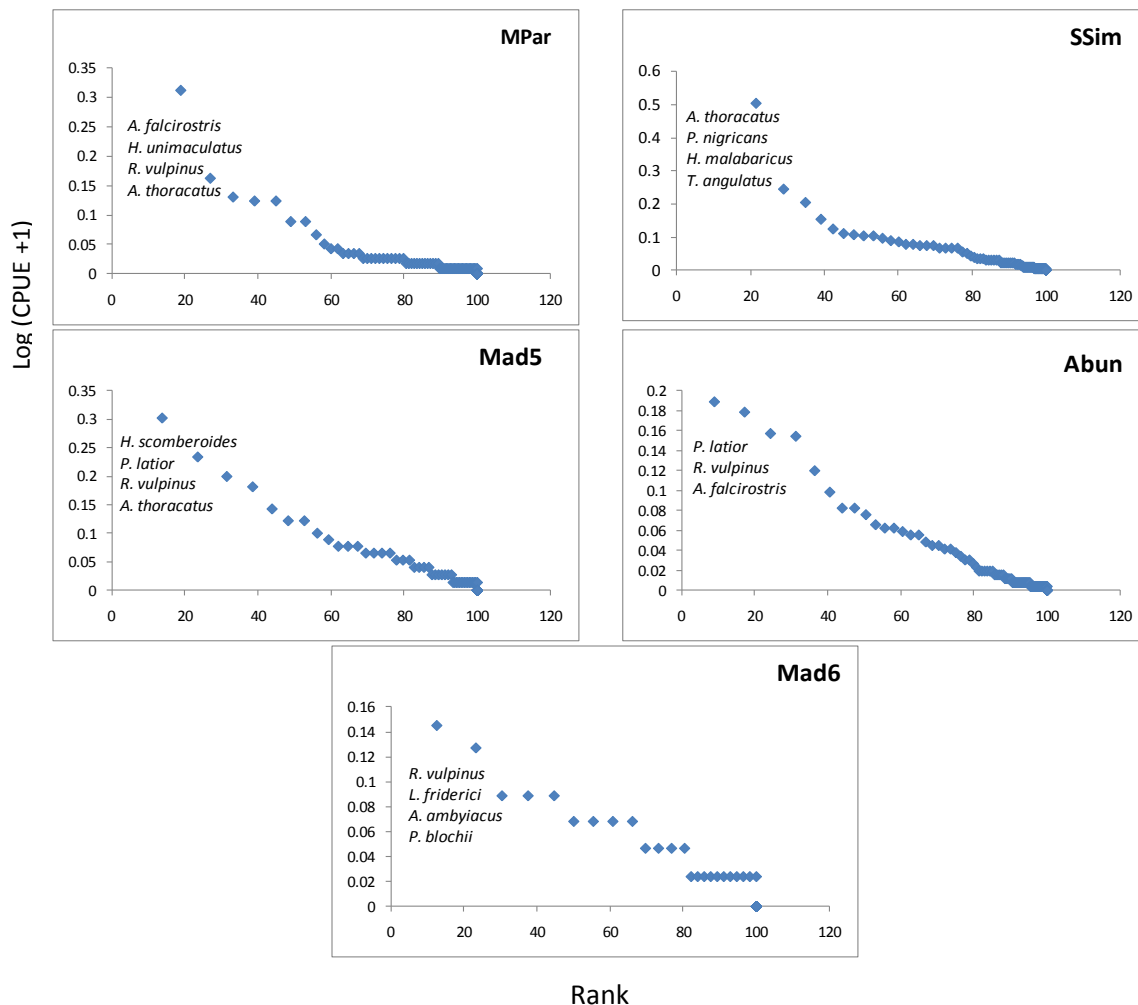 Log (CPUE +1)
MPar
0.35
0.3
0.25
0.2
0.15
0.1
0.05
0
A. falcirostris
H. unimaculatus
R. vulpinus
A. thoracatus
0 20 40 60 80 100 120
SSim
0.6
0.5
0.4
0.3
0.2
0.1
0
A. thoracatus
P. nigricans
H. malabaricus
T. angulatus
0 20 40 60 80 100 120
Mad5
0.35
0.3
0.25
0.2
0.15
0.1
0.05
0
H. scomberoides
P. latior
R. vulpinus
A. thoracatus
0 20 40 60 80 100 120
Abun
0.2
0.18
0.16
0.14
0.12
0.1
0.08
0.06
0.04
0.02
0
P. latior
R. vulpinus
A. falcirostris
0 20 40 60 80 100 120
Mad6
0.16
0.14
0.12
0.1
0.08
0.06
0.04
0.02
0
R. vulpinus
L. friderici
A. ambyiacus
P. blochii
0 20 40 60 80 100 120
Rank